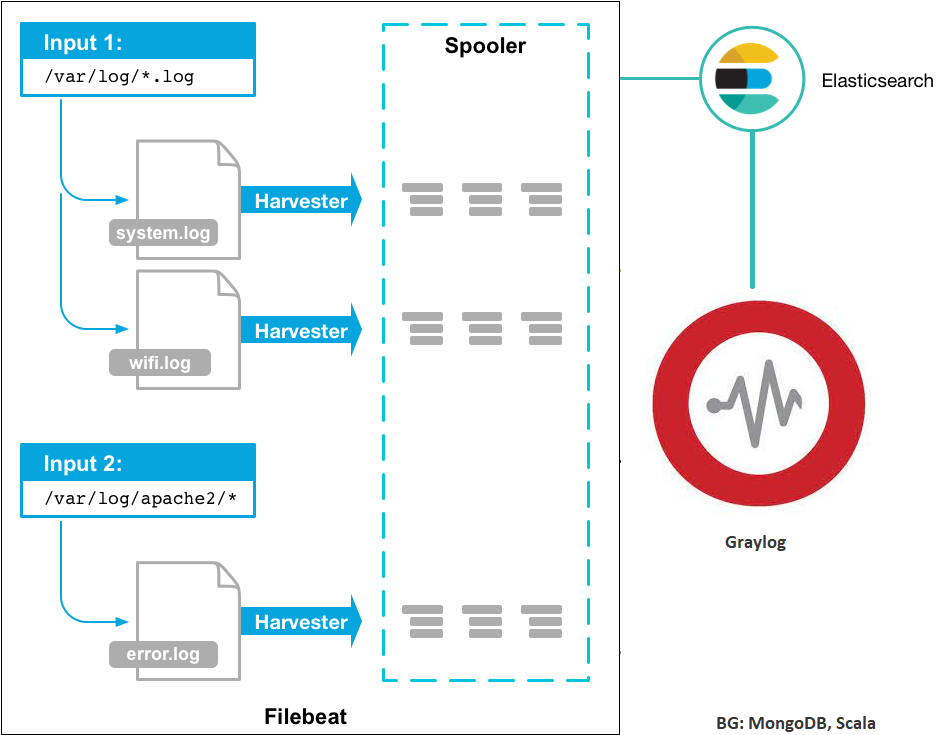 Input 1:
/var/log/*.log
system.log
Harvester
wifi.log
Harvester
Input 2:
/var/log/apache2/*
error.log
Harvester
Spooler
Filebeat
Elasticsearch
Graylog
BG: MongoDB, Scala